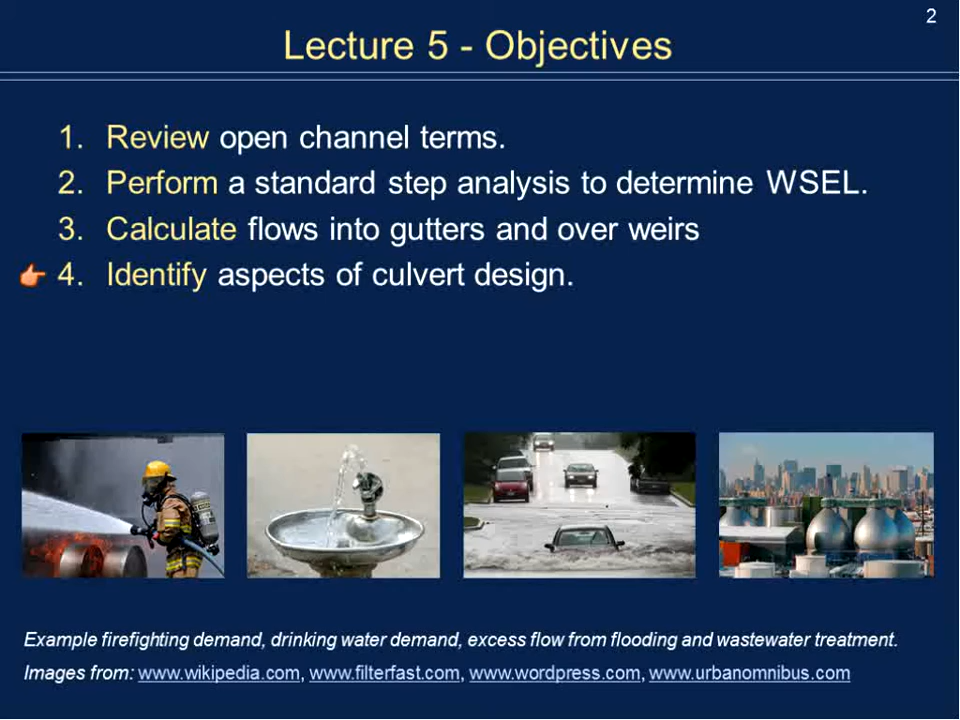 2
Lecture 5 - Objectives
1. Review open channel terms.
2. Perform a standard step analysis to determine WSEL.
3. Calculate flows into gutters and over weirs
4. Identify aspects of culvert design.
Example firefighting demand, drinking water demand, excess flow from flooding and wastewater treatment.
Images from: www.wikipedia.com, www.filterfast.com, www.wordpress.com, www.urbanomnibus.com